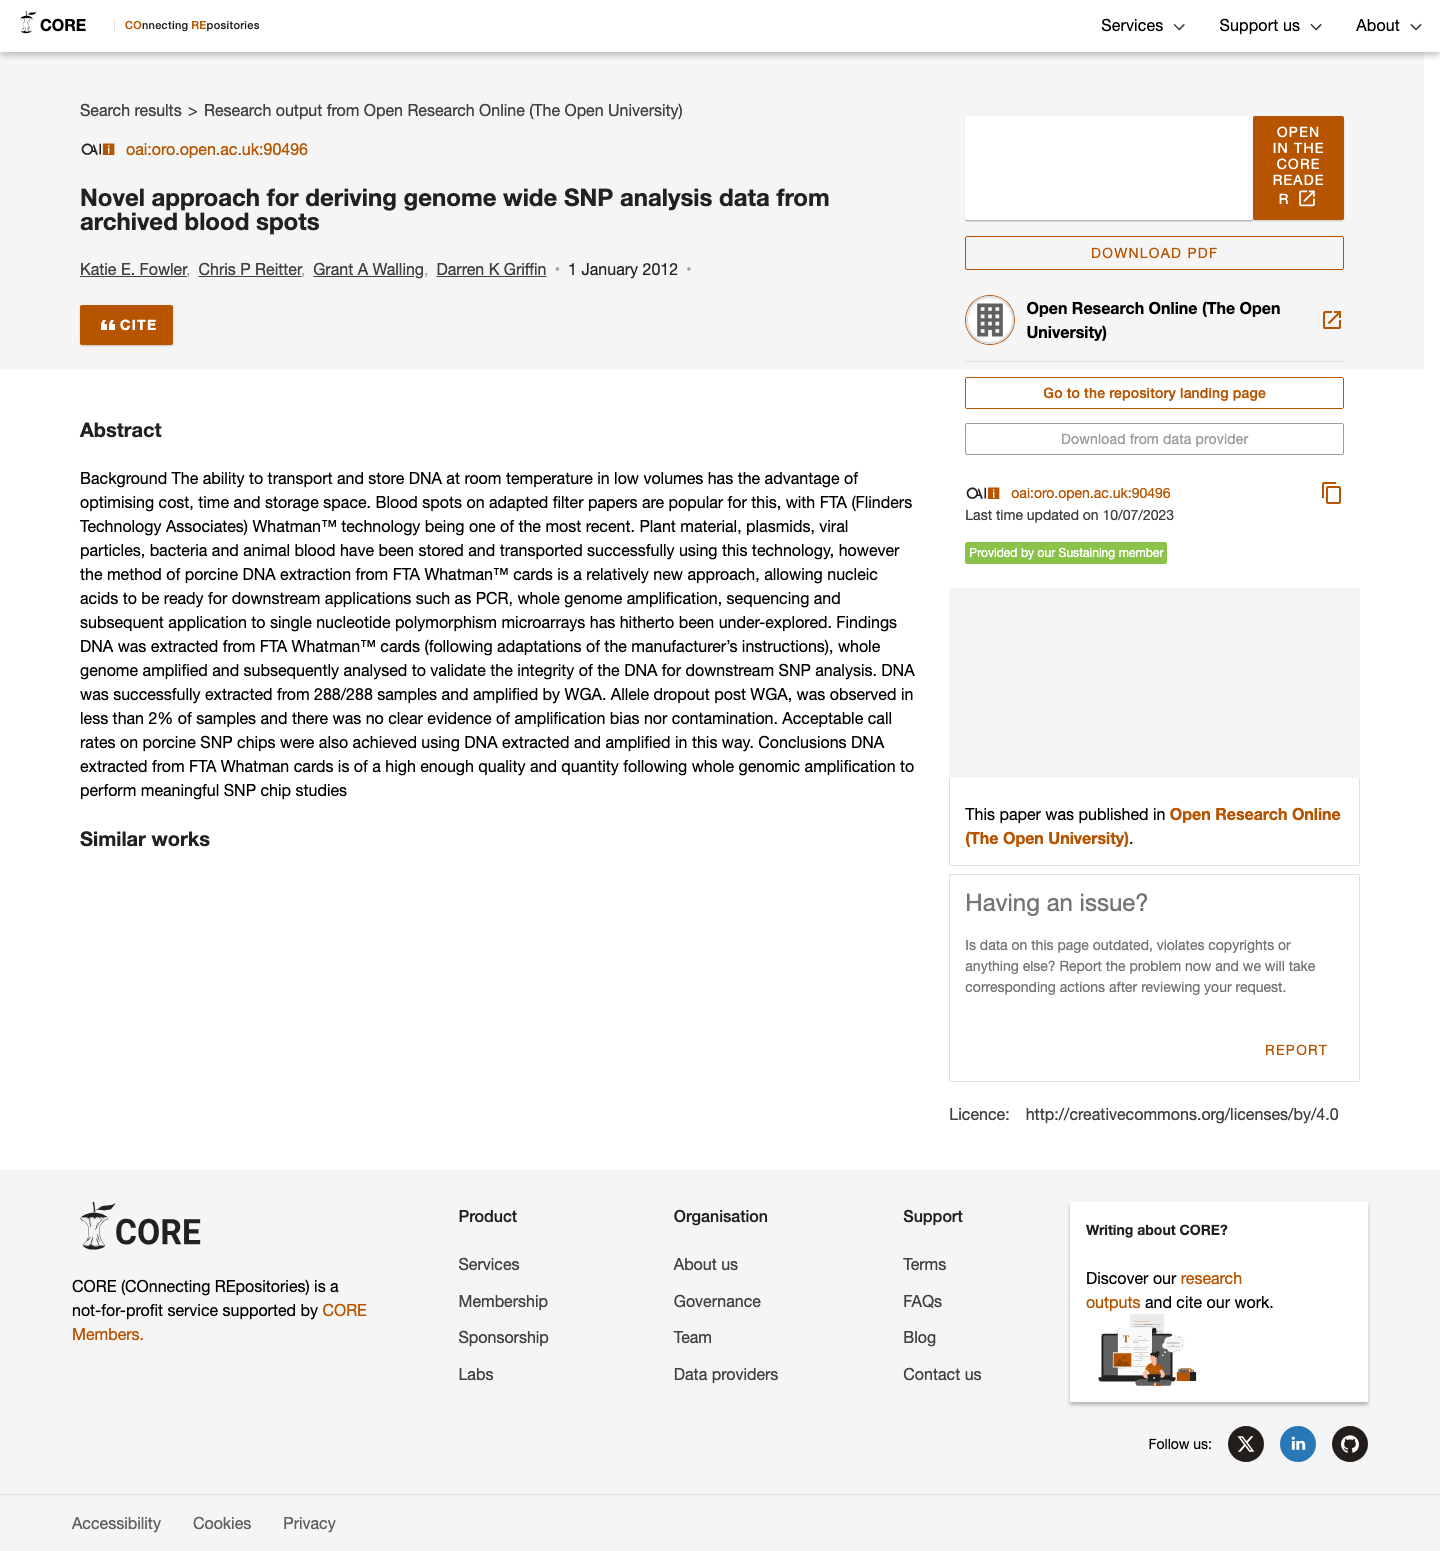 CORE
COnnecting REpositories
Services
Support us
About
Search results > Research output from Open Research Online (The Open University)
OAI oai:oro.open.ac.uk:90496
Novel approach for deriving genome wide SNP analysis data from
archived blood spots
Katie E. Fowler, Chris P Reitter, Grant A Walling, Darren K Griffin • 1 January 2012 •
CITE
OPEN
IN THE
CORE
READE
R
DOWNLOAD PDF
Open Research Online (The Open
University)
Go to the repository landing page
Download from data provider
OAI oai:oro.open.ac.uk:90496
Last time updated on 10/07/2023
Provided by our Sustaining member
Abstract
Background The ability to transport and store DNA at room temperature in low volumes has the advantage of
optimising cost, time and storage space. Blood spots on adapted filter papers are popular for this, with FTA (Flinders
Technology Associates) Whatman™ technology being one of the most recent. Plant material, plasmids, viral
particles, bacteria and animal blood have been stored and transported successfully using this technology, however
the method of porcine DNA extraction from FTA Whatman™ cards is a relatively new approach, allowing nucleic
acids to be ready for downstream applications such as PCR, whole genome amplification, sequencing and
subsequent application to single nucleotide polymorphism microarrays has hitherto been under-explored. Findings
DNA was extracted from FTA Whatman™ cards (following adaptations of the manufacturer’s instructions), whole
genome amplified and subsequently analysed to validate the integrity of the DNA for downstream SNP analysis. DNA
was successfully extracted from 288/288 samples and amplified by WGA. Allele dropout post WGA, was observed in
less than 2% of samples and there was no clear evidence of amplification bias nor contamination. Acceptable call
rates on porcine SNP chips were also achieved using DNA extracted and amplified in this way. Conclusions DNA
extracted from FTA Whatman cards is of a high enough quality and quantity following whole genomic amplification to
perform meaningful SNP chip studies
Similar works
This paper was published in Open Research Online
(The Open University).
Having an issue?
Is data on this page outdated, violates copyrights or
anything else? Report the problem now and we will take
corresponding actions after reviewing your request.
REPORT
Licence: http://creativecommons.org/licenses/by/4.0
CORE
CORE (COnnecting REpositories) is a
not-for-profit service supported by CORE
Members.
Product
Services
Membership
Sponsorship
Labs
Organisation
About us
Governance
Team
Data providers
Support
Terms
FAQs
Blog
Contact us
Writing about CORE?
Discover our research
outputs and cite our work.
T
Follow us:
in
Accessibility
Cookies
Privacy